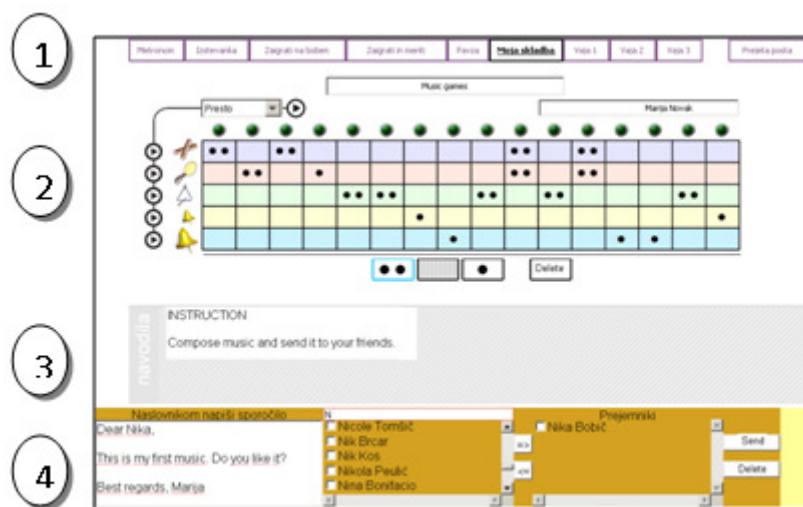 1
Metronom Izštevanka Zaigraj na boben Zaigraj in meri Pavza Moja skladba Vaja 1 Vaja 2 Vaja 3 Prejeta pošta
Music games
Presto
Marija Novak
2
Delete
3
navodila
INSTRUCTION
Compose music and send it to your friends.
4
Naslovnikom napiši sporočilo
N
Prejemniki
Dear Nika,
This is my first music. Do you like it?
Best regards, Marija
Nicole Tomšič
Nik Brcar
Nik Kos
Nikola Peulić
Nina Bonifacio
=>
<=
Nika Bobič
Send
Delete